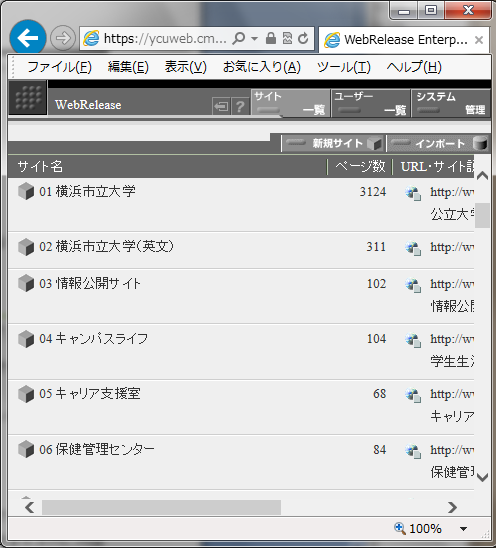 https://ycuweb.cm...
WebRelease Enterp...
ファイル(F) 編集(E) 表示(V) お気に入り(A) ツール(T) ヘルプ(H)
WebRelease
サイト 一覧
ユーザー 一覧
システム 管理
新規サイト インポート
サイト名 ページ数 URL・サイト
01 横浜市立大学 3124 http://w
公立大
02 横浜市立大学(英文) 311 http://w
03 情報公開サイト 102 http://w
情報公
04 キャンパスライフ 104 http://w
学生生
05 キャリア支援室 68 http://w
キャリア
06 保健管理センター 84 http://w
保健管
100%